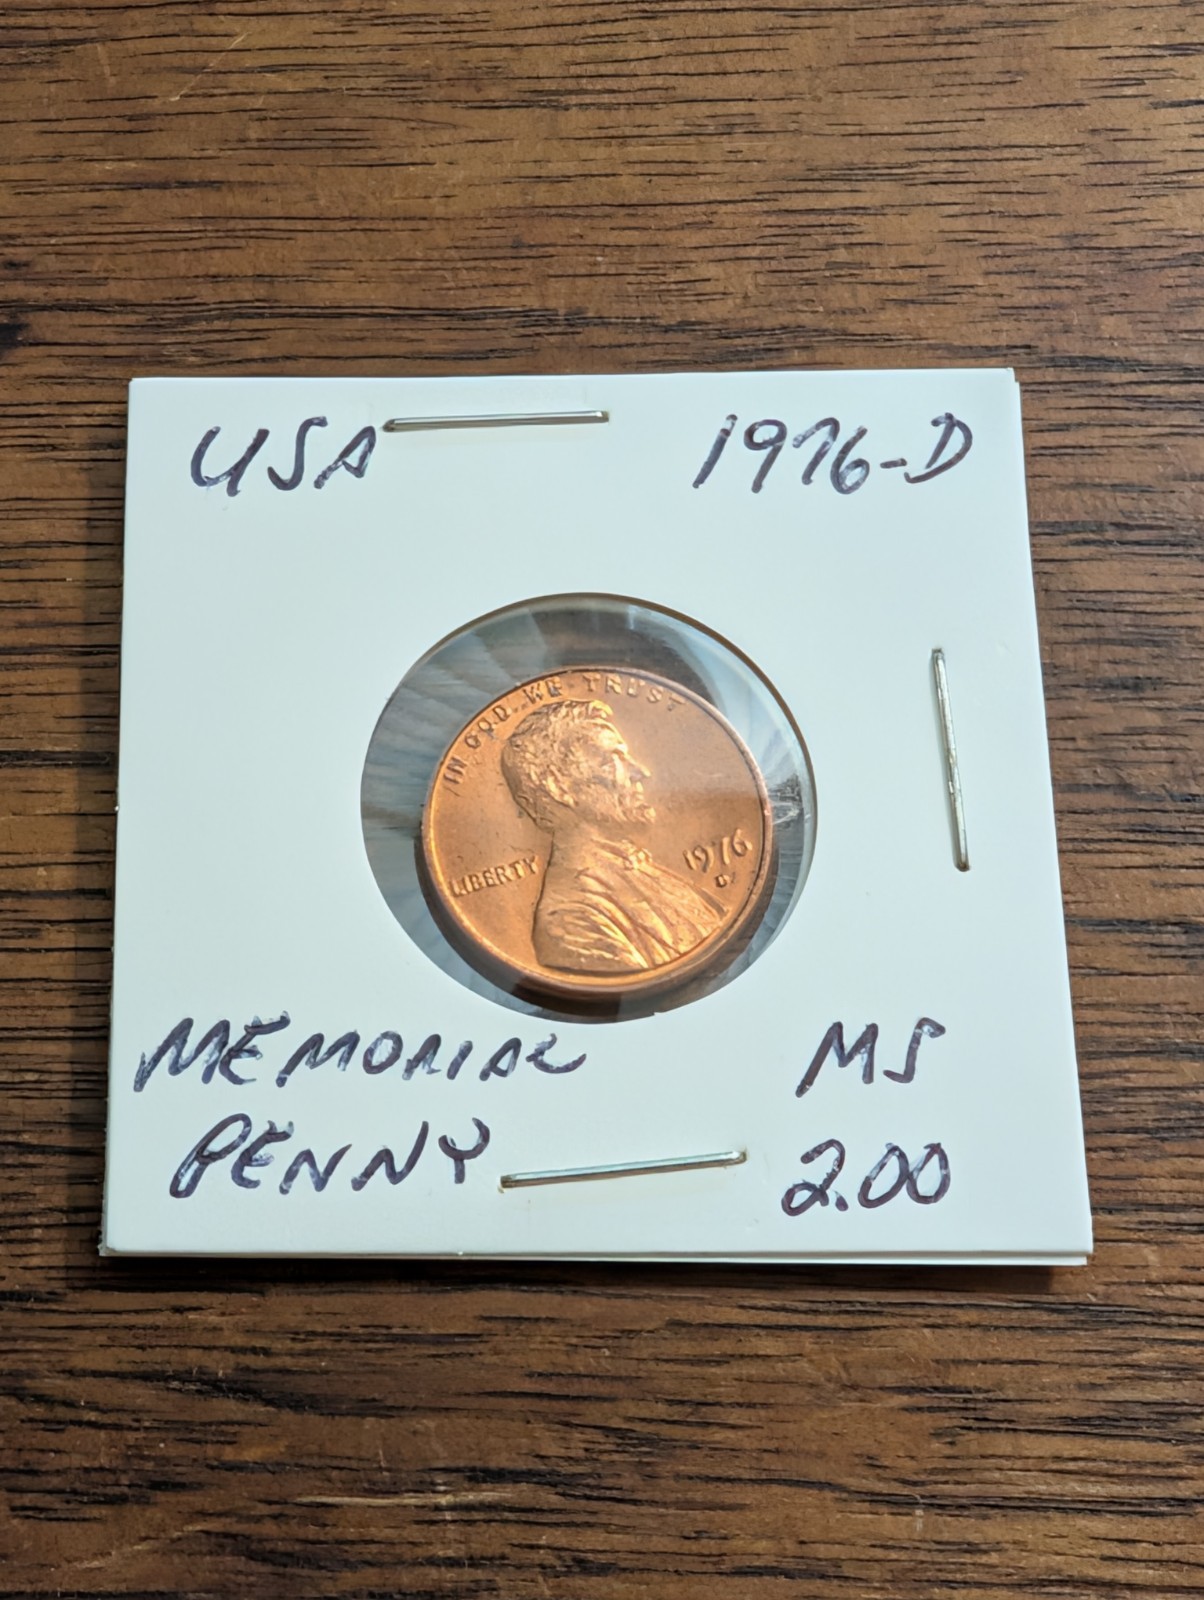 USA 1976-D
IN GOD WE TRUST
LIBERTY
1976
D
MEMORIAL MS
PENNY 2.00